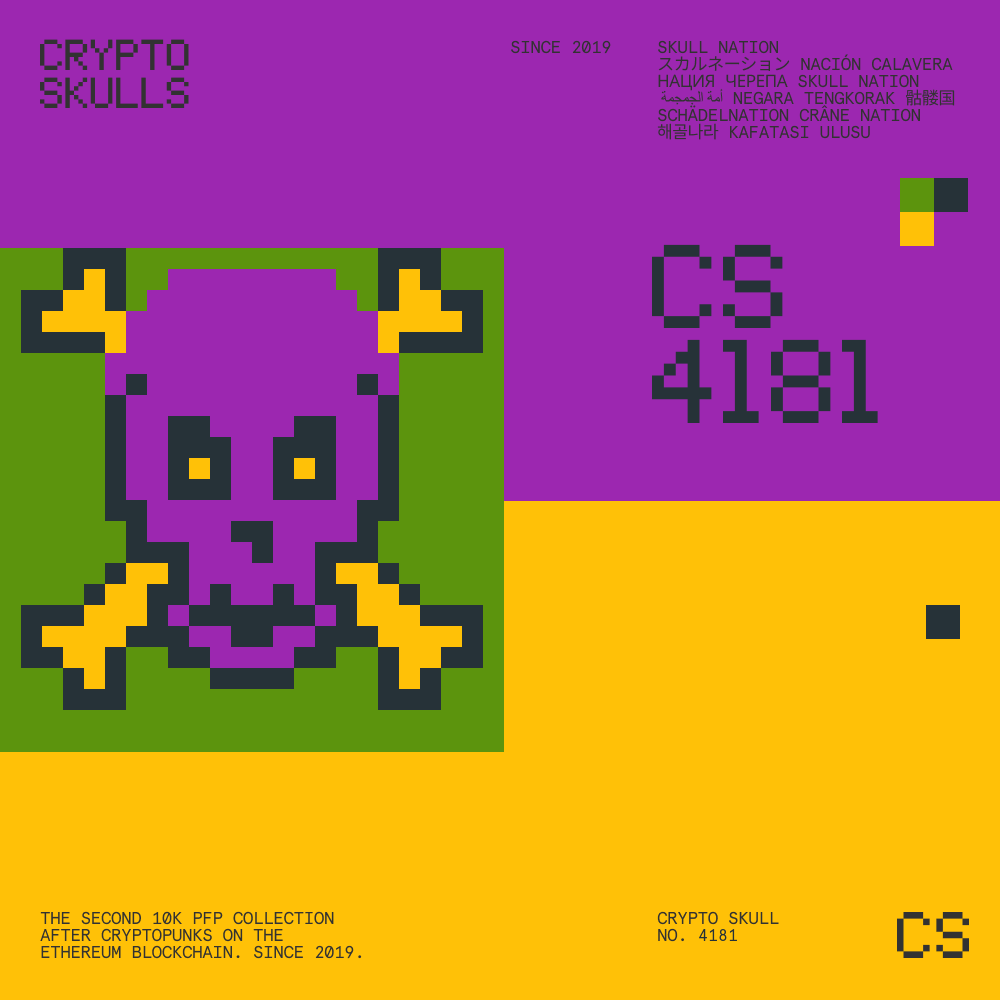 CRYPTO
SKULLS
SINCE 2019
SKULL NATION
スカルネーション NACIÓN CALAVERA
НАЦИЯ ЧЕРЕПА SKULL NATION
أمة الجمجمة NEGARA TENGKORAK 骷髅国
SCHÄDELNATION CRÂNE NATION
해골나라 KAFATASI ULUSU
CS
4181
THE SECOND 10K PFP COLLECTION
AFTER CRYPTOPUNKS ON THE
ETHEREUM BLOCKCHAIN. SINCE 2019.
CRYPTO SKULL
NO. 4181
CS